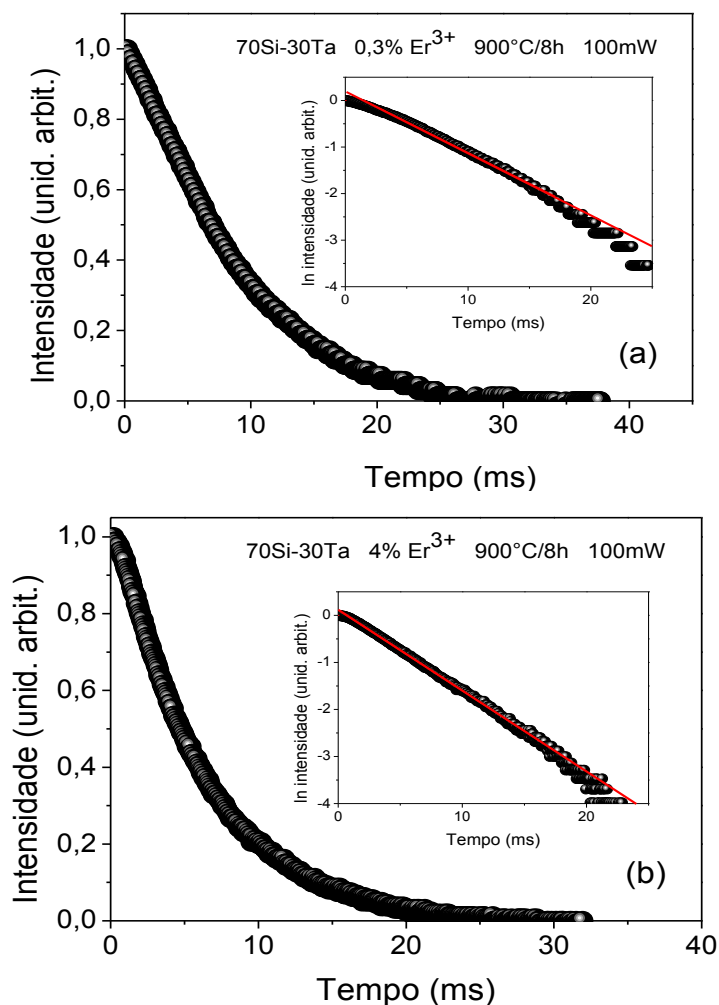 70Si-30Ta 0,3% Er3+ 900°C/8h 100mW
1,0
0,8
0,6
0,4
0,2
0,0
Intensidade (unid. arbit.)
0 10 20 30 40
Tempo (ms)
0
-1
-2
-3
-4
ln intensidade (unid. arbit.)
0 10 20
Tempo (ms)
(a)
70Si-30Ta 4% Er3+ 900°C/8h 100mW
1,0
0,8
0,6
0,4
0,2
0,0
Intensidade (unid. arbit.)
0 10 20 30 40
Tempo (ms)
0
-1
-2
-3
-4
ln intensidade (unid. arbit.)
0 10 20
Tempo (ms)
(b)